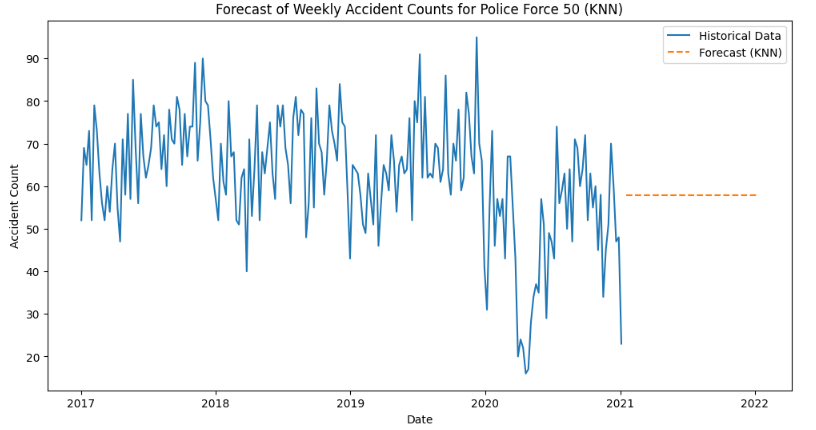 Forecast of Weekly Accident Counts for Police Force 50 (KNN)
Historical Data
Forecast (KNN)
Accident Count
90
80
70
60
50
40
30
20
2017
2018
2019
2020
2021
2022
Date